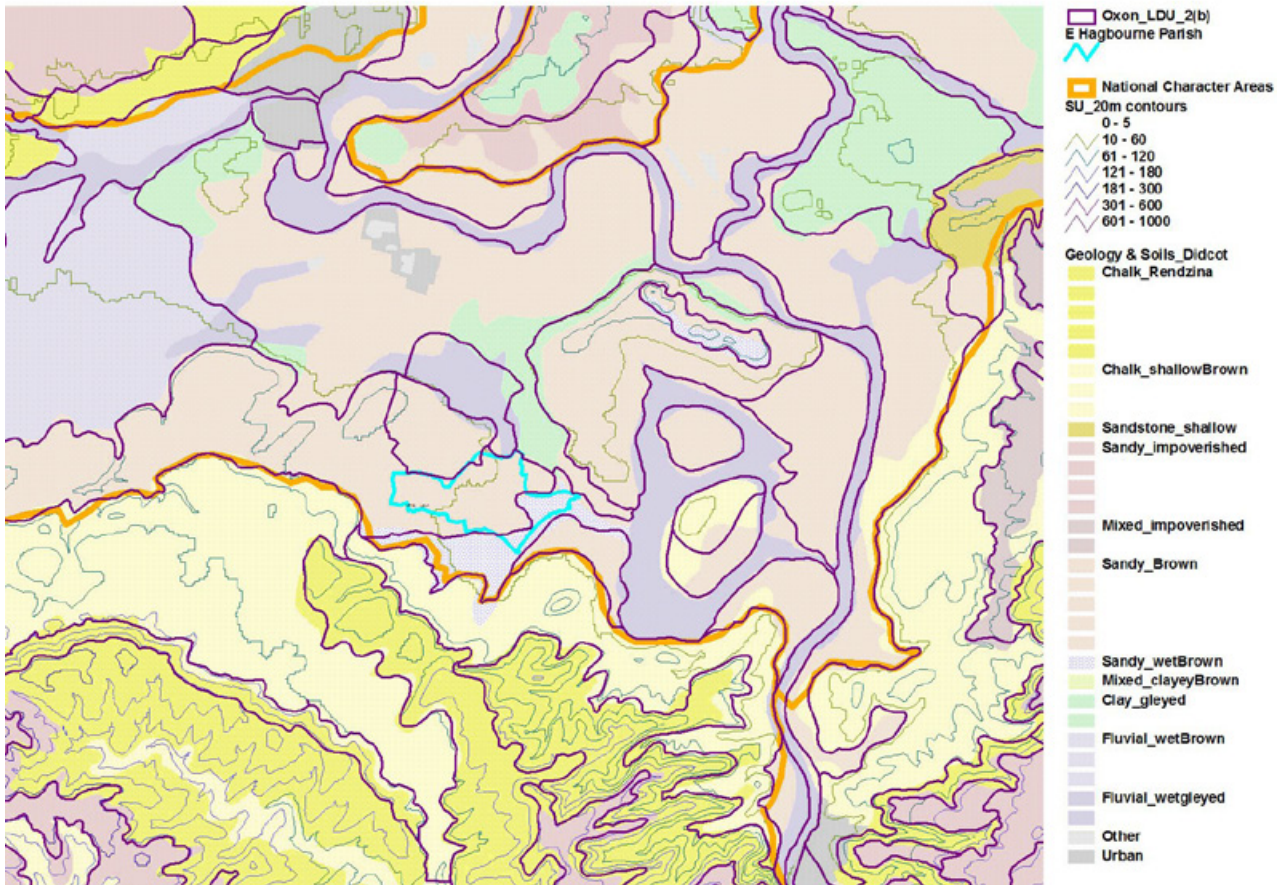 Oxon_LDU_2(b)
E Hagbourne Parish
National Character Areas
SU_20m contours
0 - 5
10 - 60
61 - 120
121 - 180
181 - 300
301 - 600
601 - 1000
Geology & Soils_Didcot
Chalk_Rendzina
Chalk_shallowBrown
Sandstone_shallow
Sandy_impoverished
Mixed_impoverished
Sandy_Brown
Sandy_wetBrown
Mixed_clayeyBrown
Clay_gleyed
Fluvial_wetBrown
Fluvial_wetgleyed
Other
Urban